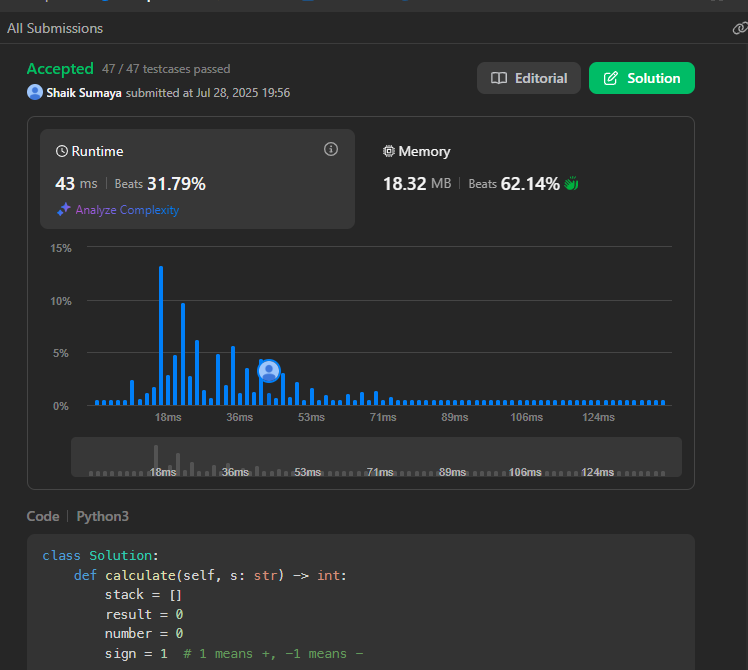 All Submissions
Accepted 47 / 47 testcases passed
Shaik Sumaya submitted at Jul 28, 2025 19:56
Editorial
Solution
Runtime
43 ms | Beats 31.79%
Analyze Complexity
Memory
18.32 MB | Beats 62.14%
15%
10%
5%
0%
18ms 36ms 53ms 71ms 89ms 106ms 124ms
18ms 36ms 53ms 71ms 89ms 106ms 124ms
Code | Python3
class Solution:
    def calculate(self, s: str) -> int:
        stack = []
        result = 0
        number = 0
        sign = 1  # 1 means +, -1 means -